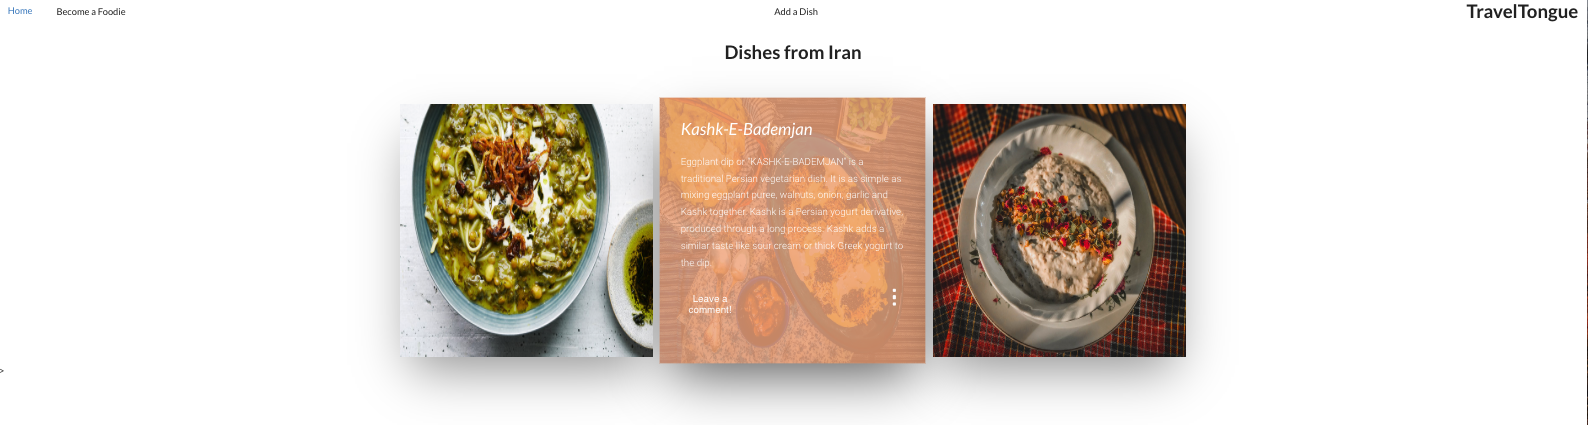 Home
Become a Foodie
Add a Dish
TravelTongue
Dishes from Iran
Kashk-E-Bademjan
Eggplant dip or "KASHK-E-BADEMJAN" is a
traditional Persian vegetarian dish. It is as simple as
mixing eggplant puree, walnuts, onion, garlic and
Kashk together. Kashk is a Persian yogurt derivative,
produced through a long process. Kashk adds a
similar taste like sour cream or thick Greek yogurt to
the dip.
Leave a
comment!
>